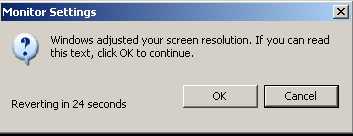 Monitor Settings
Windows adjusted your screen resolution. If you can read
this text, click OK to continue.
OK
Cancel
Reverting in 24 seconds